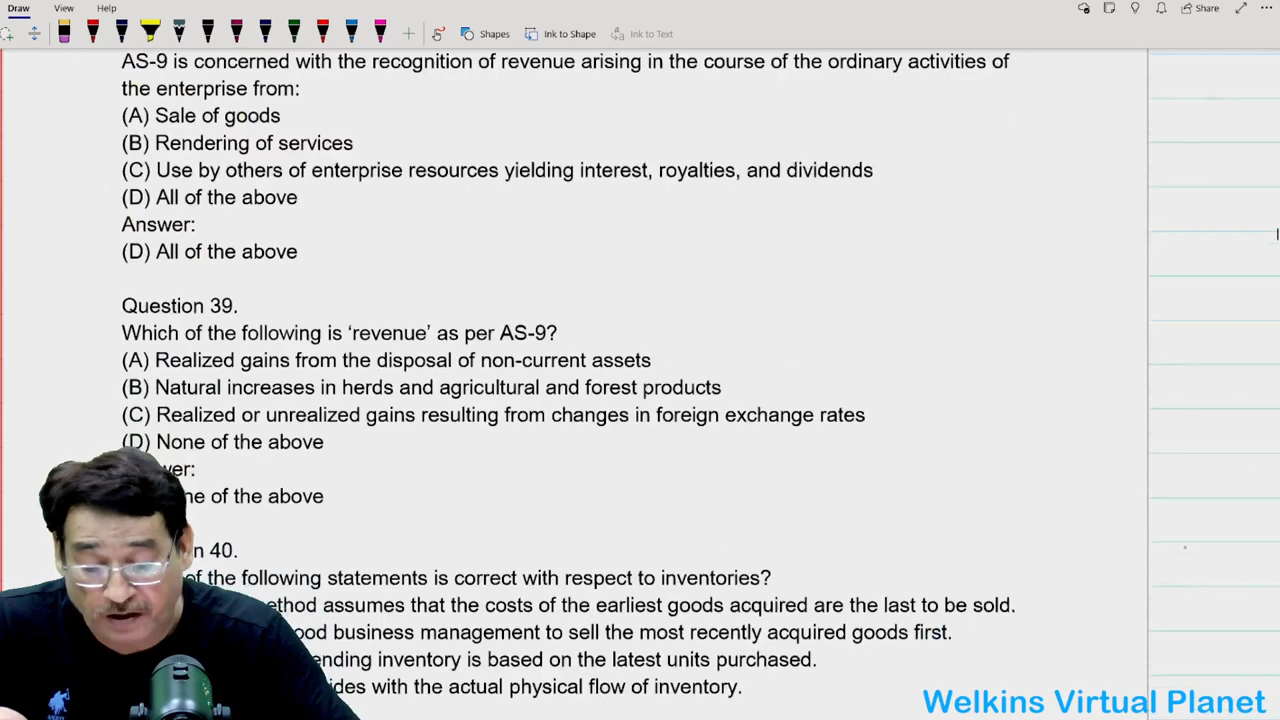 Draw View Help Share
Shapes Ink to Shape Ink to Text
AS-9 is concerned with the recognition of revenue arising in the course of the ordinary activities of
the enterprise from:
(A) Sale of goods
(B) Rendering of services
(C) Use by others of enterprise resources yielding interest, royalties, and dividends
(D) All of the above
Answer:
(D) All of the above
Question 39.
Which of the following is ‘revenue’ as per AS-9?
(A) Realized gains from the disposal of non-current assets
(B) Natural increases in herds and agricultural and forest products
(C) Realized or unrealized gains resulting from changes in foreign exchange rates
(D) None of the above
of the above
40.
of the following statements is correct with respect to inventories?
assumes that the costs of the earliest goods acquired are the last to be sold.
business management to sell the most recently acquired goods first.
ending inventory is based on the latest units purchased.
with the actual physical flow of inventory.
Welkins Virtual Planet